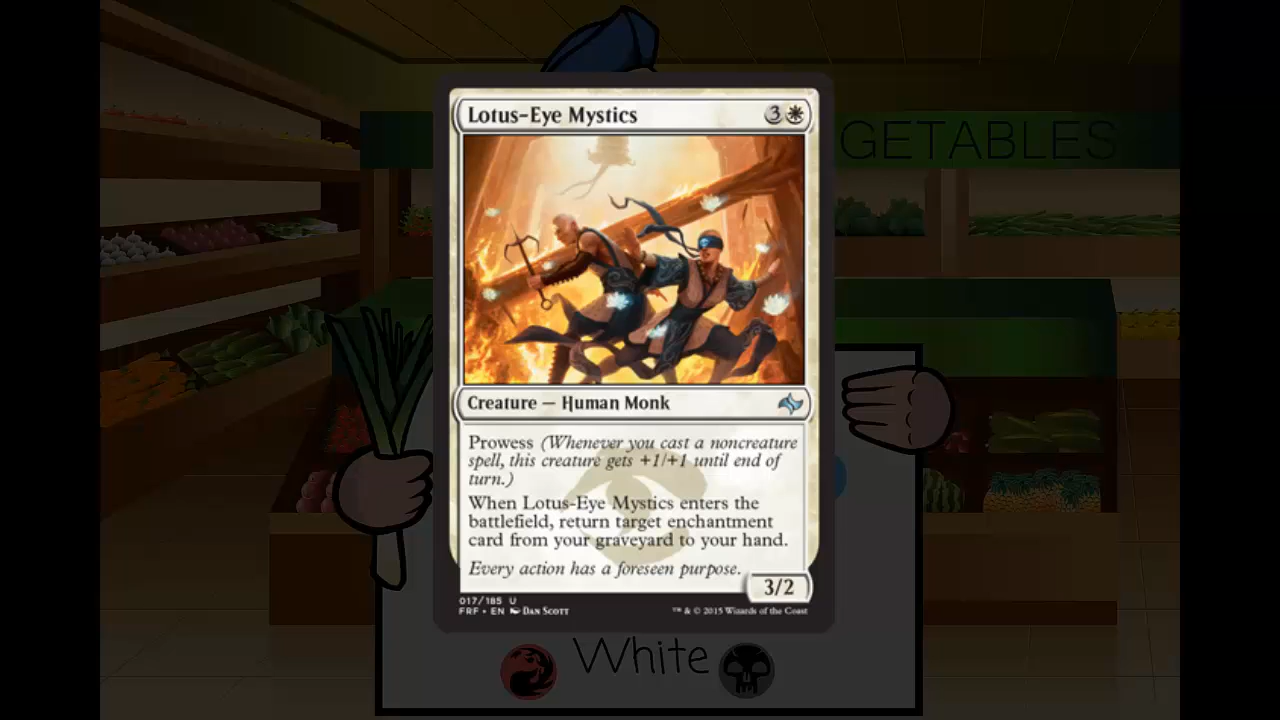 GETABLES
Lotus-Eye Mystics 3
Creature — Human Monk
Prowess (Whenever you cast a noncreature
spell, this creature gets +1/+1 until end of
turn.)
When Lotus-Eye Mystics enters the
battlefield, return target enchantment
card from your graveyard to your hand.
Every action has a foreseen purpose.
3/2
017/185 U
FRF • EN DAN SCOTT
™ & © 2015 Wizards of the Coast
White